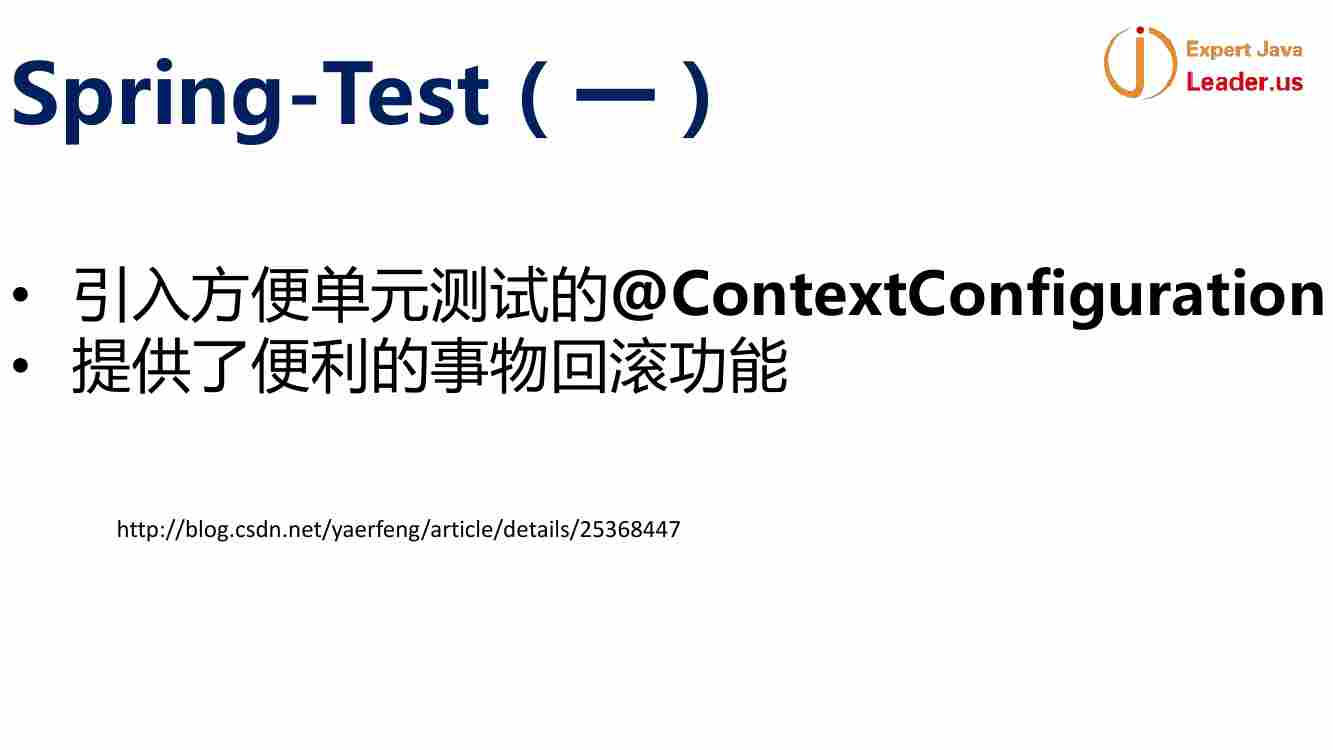 Expert Java
Leader.us
Spring-Test（一）
• 引入方便单元测试的@ContextConfiguration
• 提供了便利的事物回滚功能
http://blog.csdn.net/yaerfeng/article/details/25368447